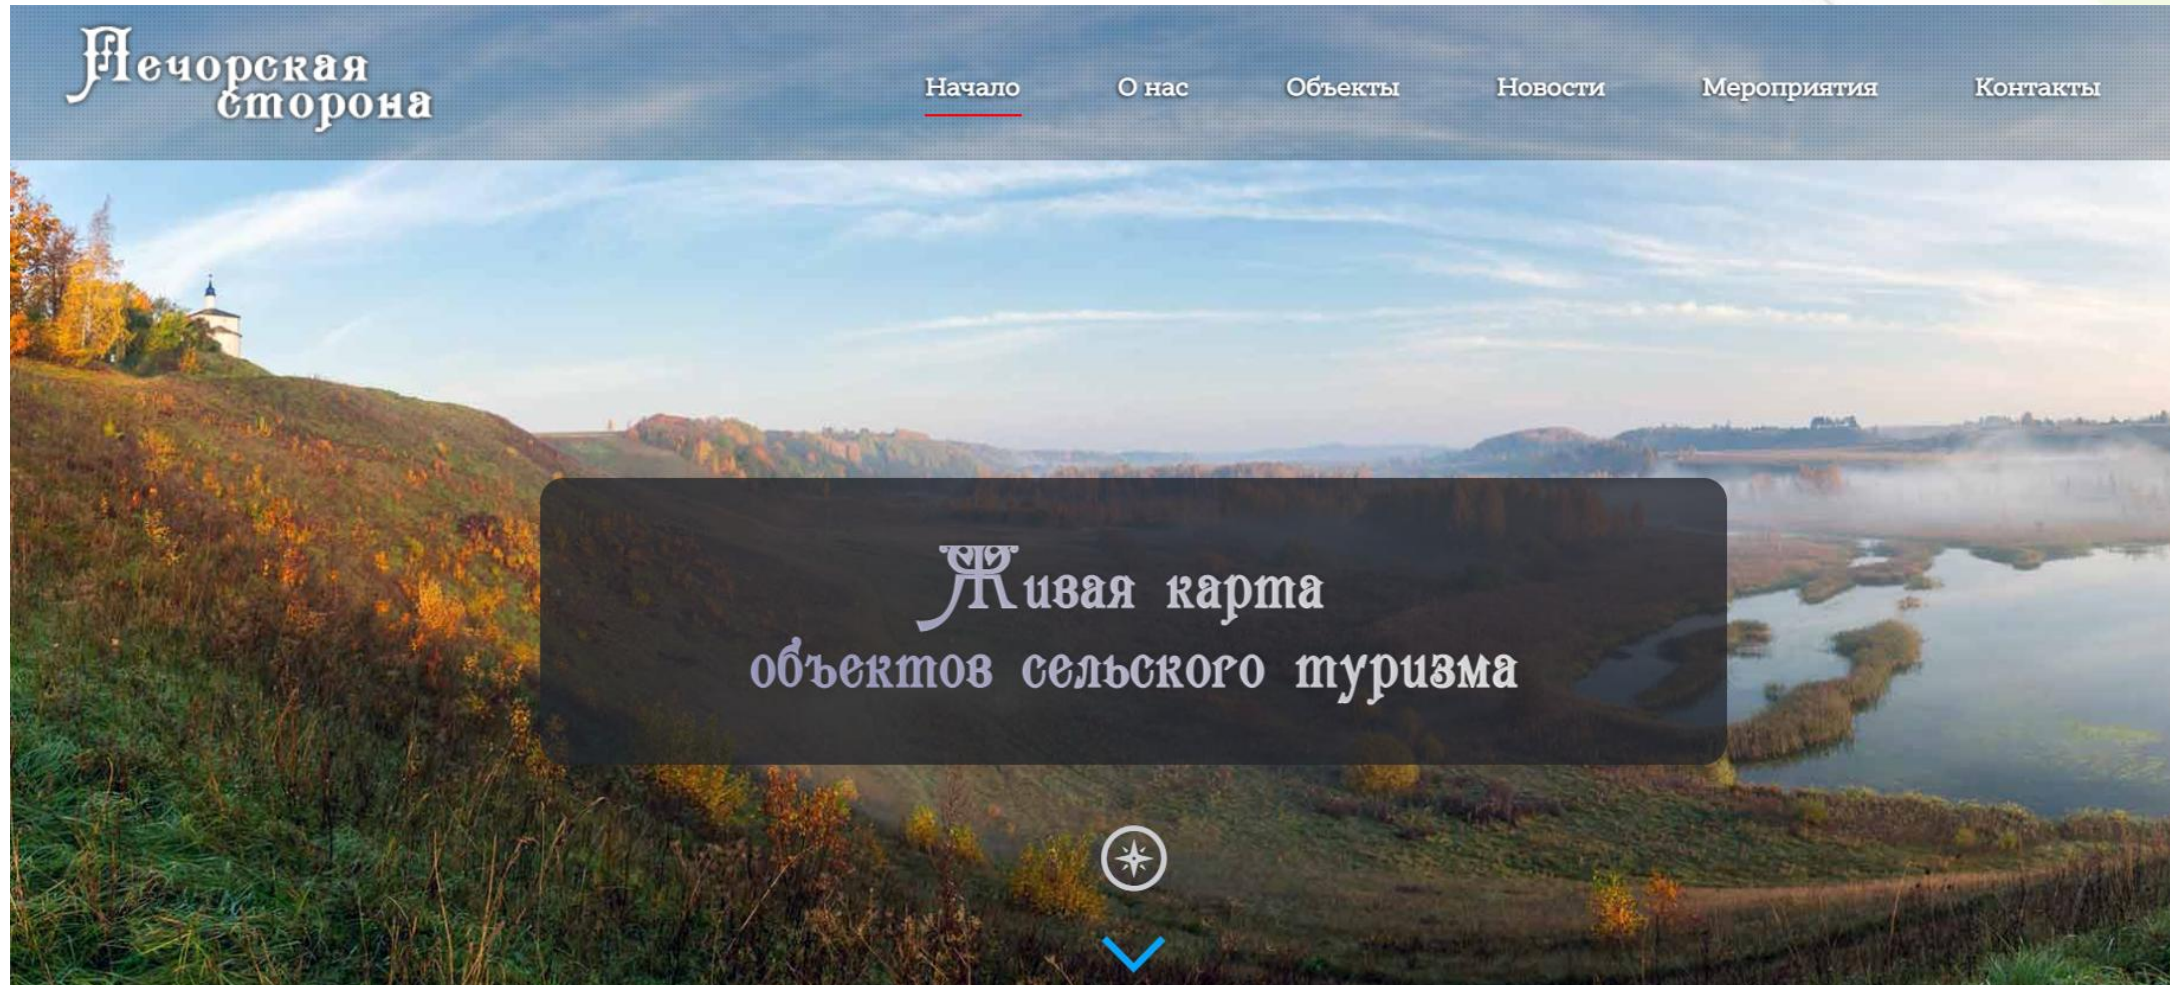 Печорская
сторона
Начало
О нас
Объекты
Новости
Мероприятия
Контакты
Живая карта
объектов сельского туризма